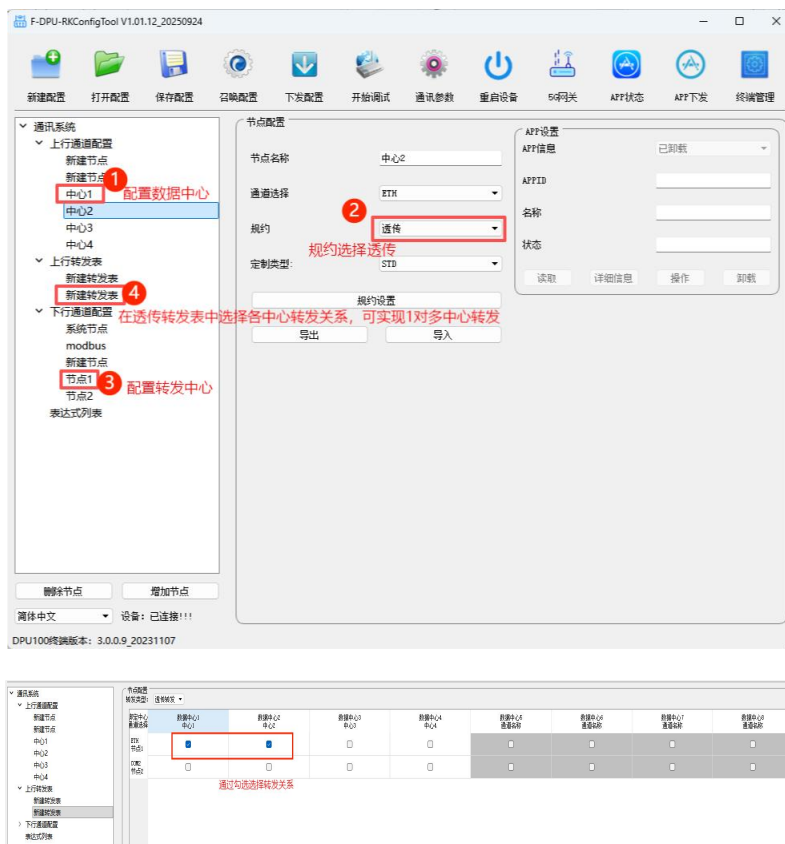 F-DPU-RKConfigTool V1.01.12_20250924
新建配置 打开配置 保存配置 召唤配置 下发配置 开始调试 通讯参数 重启设备 5G网关 APP状态 APP下发 终端管理
通讯系统
上行通道配置
新建节点
新建节点
1
中心1
配置数据中心
中心2
中心3
中心4
上行转发表
新建转发表
新建转发表
4
在透传转发表中选择各中心转发关系，可实现1对多中心转发
下行通道配置
系统节点
modbus
新建节点
节点1
3
配置转发中心
节点2
表达式列表
节点配置
节点名称 中心2
通道选择 ETH
2
规约 透传
规约选择透传
定制类型: STD
规约设置
导出 导入
APP设置
APP信息 已卸载
APPID
名称
状态
读取 详细信息 操作 卸载
删除节点 增加节点
简体中文 设备: 已连接!!!
DPU100终端版本: 3.0.0.9_20231107
通讯系统
上行通道配置
新建节点
新建节点
中心1
中心2
中心3
中心4
上行转发表
新建转发表
新建转发表
下行通道配置
表达式列表
节点配置
转发类型: 透传转发
数据中心1 数据中心2 数据中心3 数据中心4 数据中心5 数据中心6 数据中心7 数据中心8
中心1 中心2 中心3 中心4 通道名称 通道名称 通道名称 通道名称
ETH
节点1
COM2
节点2
通过勾选选择转发关系